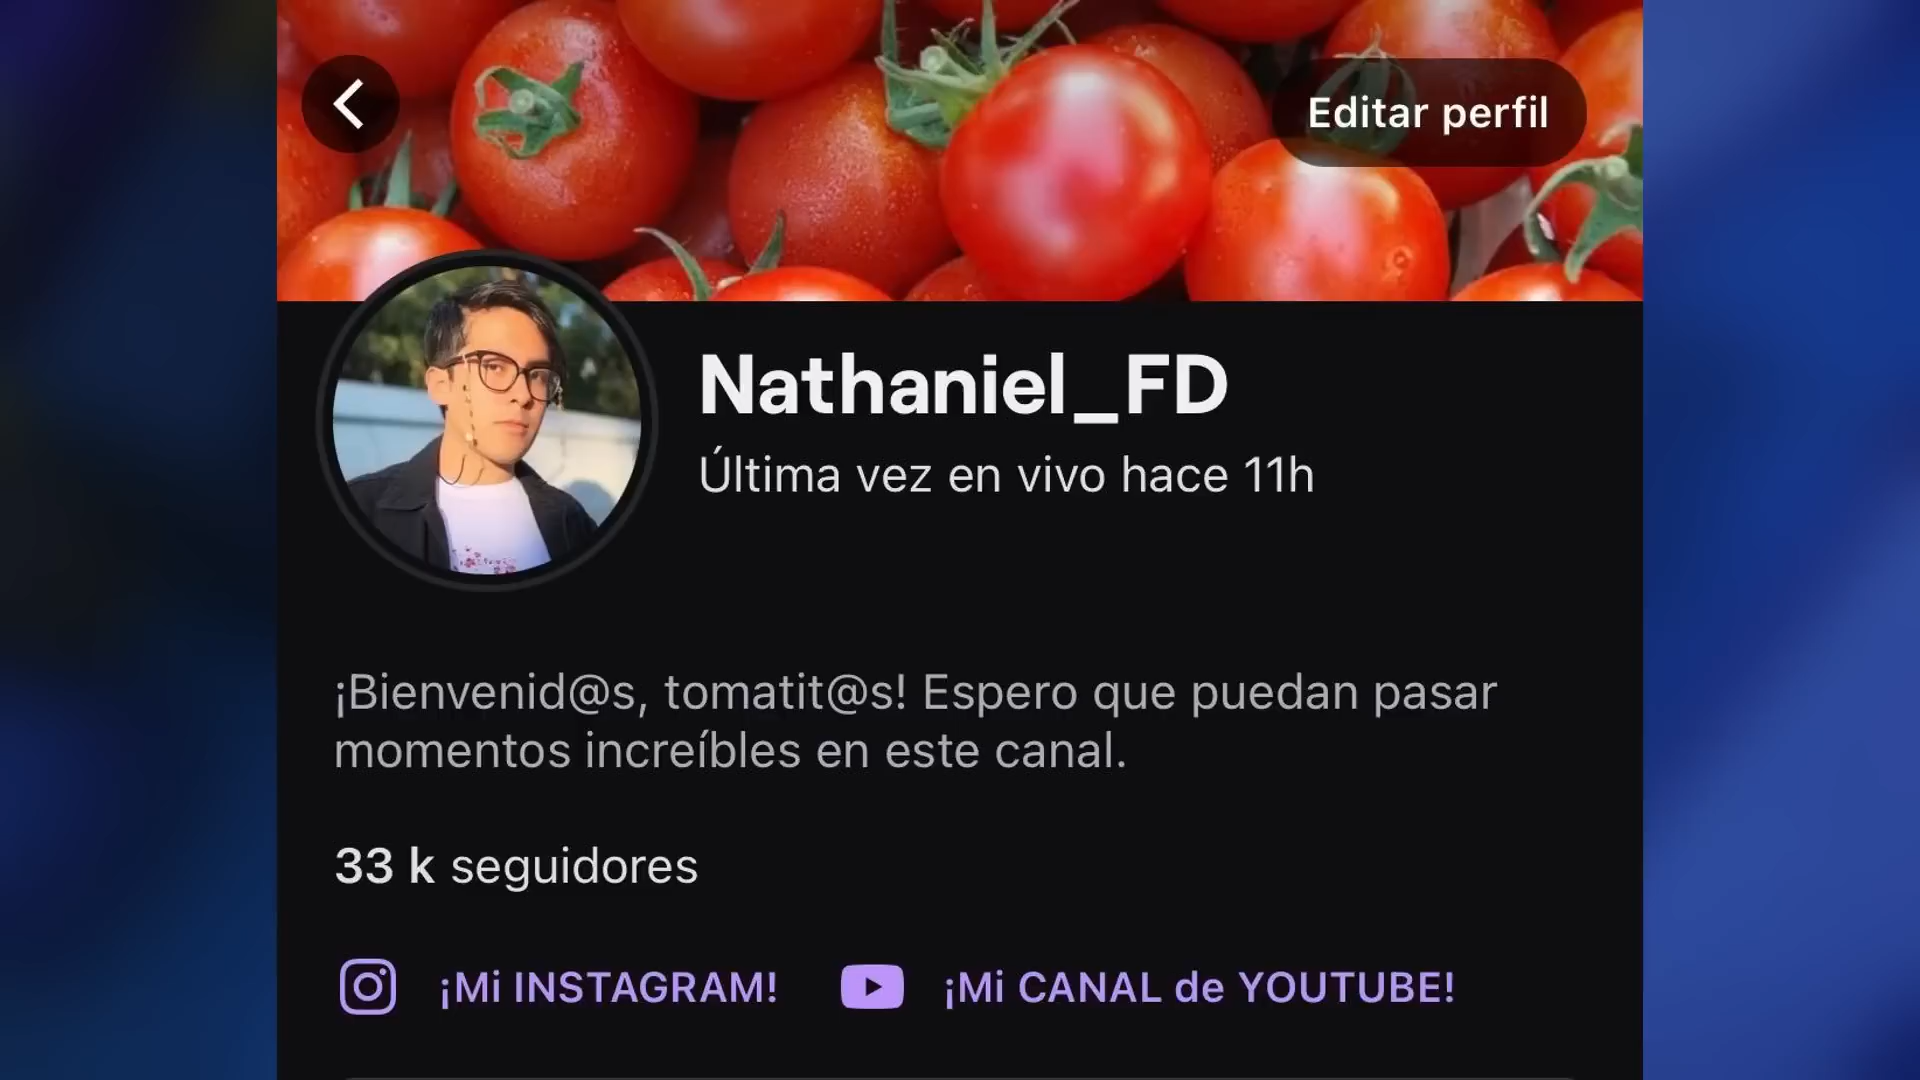 Editar perfil
Nathaniel_FD
Última vez en vivo hace 11h
¡Bienvenid@s, tomatit@s! Espero que puedan pasar
momentos increíbles en este canal.
33 k seguidores
¡Mi INSTAGRAM! ¡Mi CANAL de YOUTUBE!